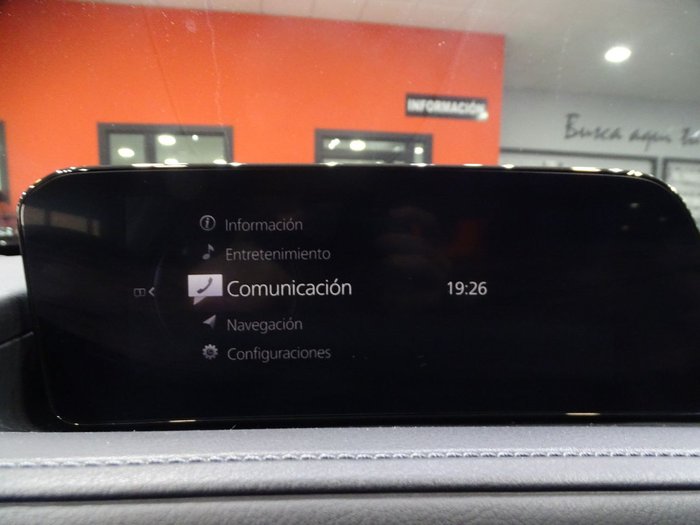 INFORMACIÓN
Busca aquí
Información
Entretenimiento
Comunicación
19:26
Navegación
Configuraciones